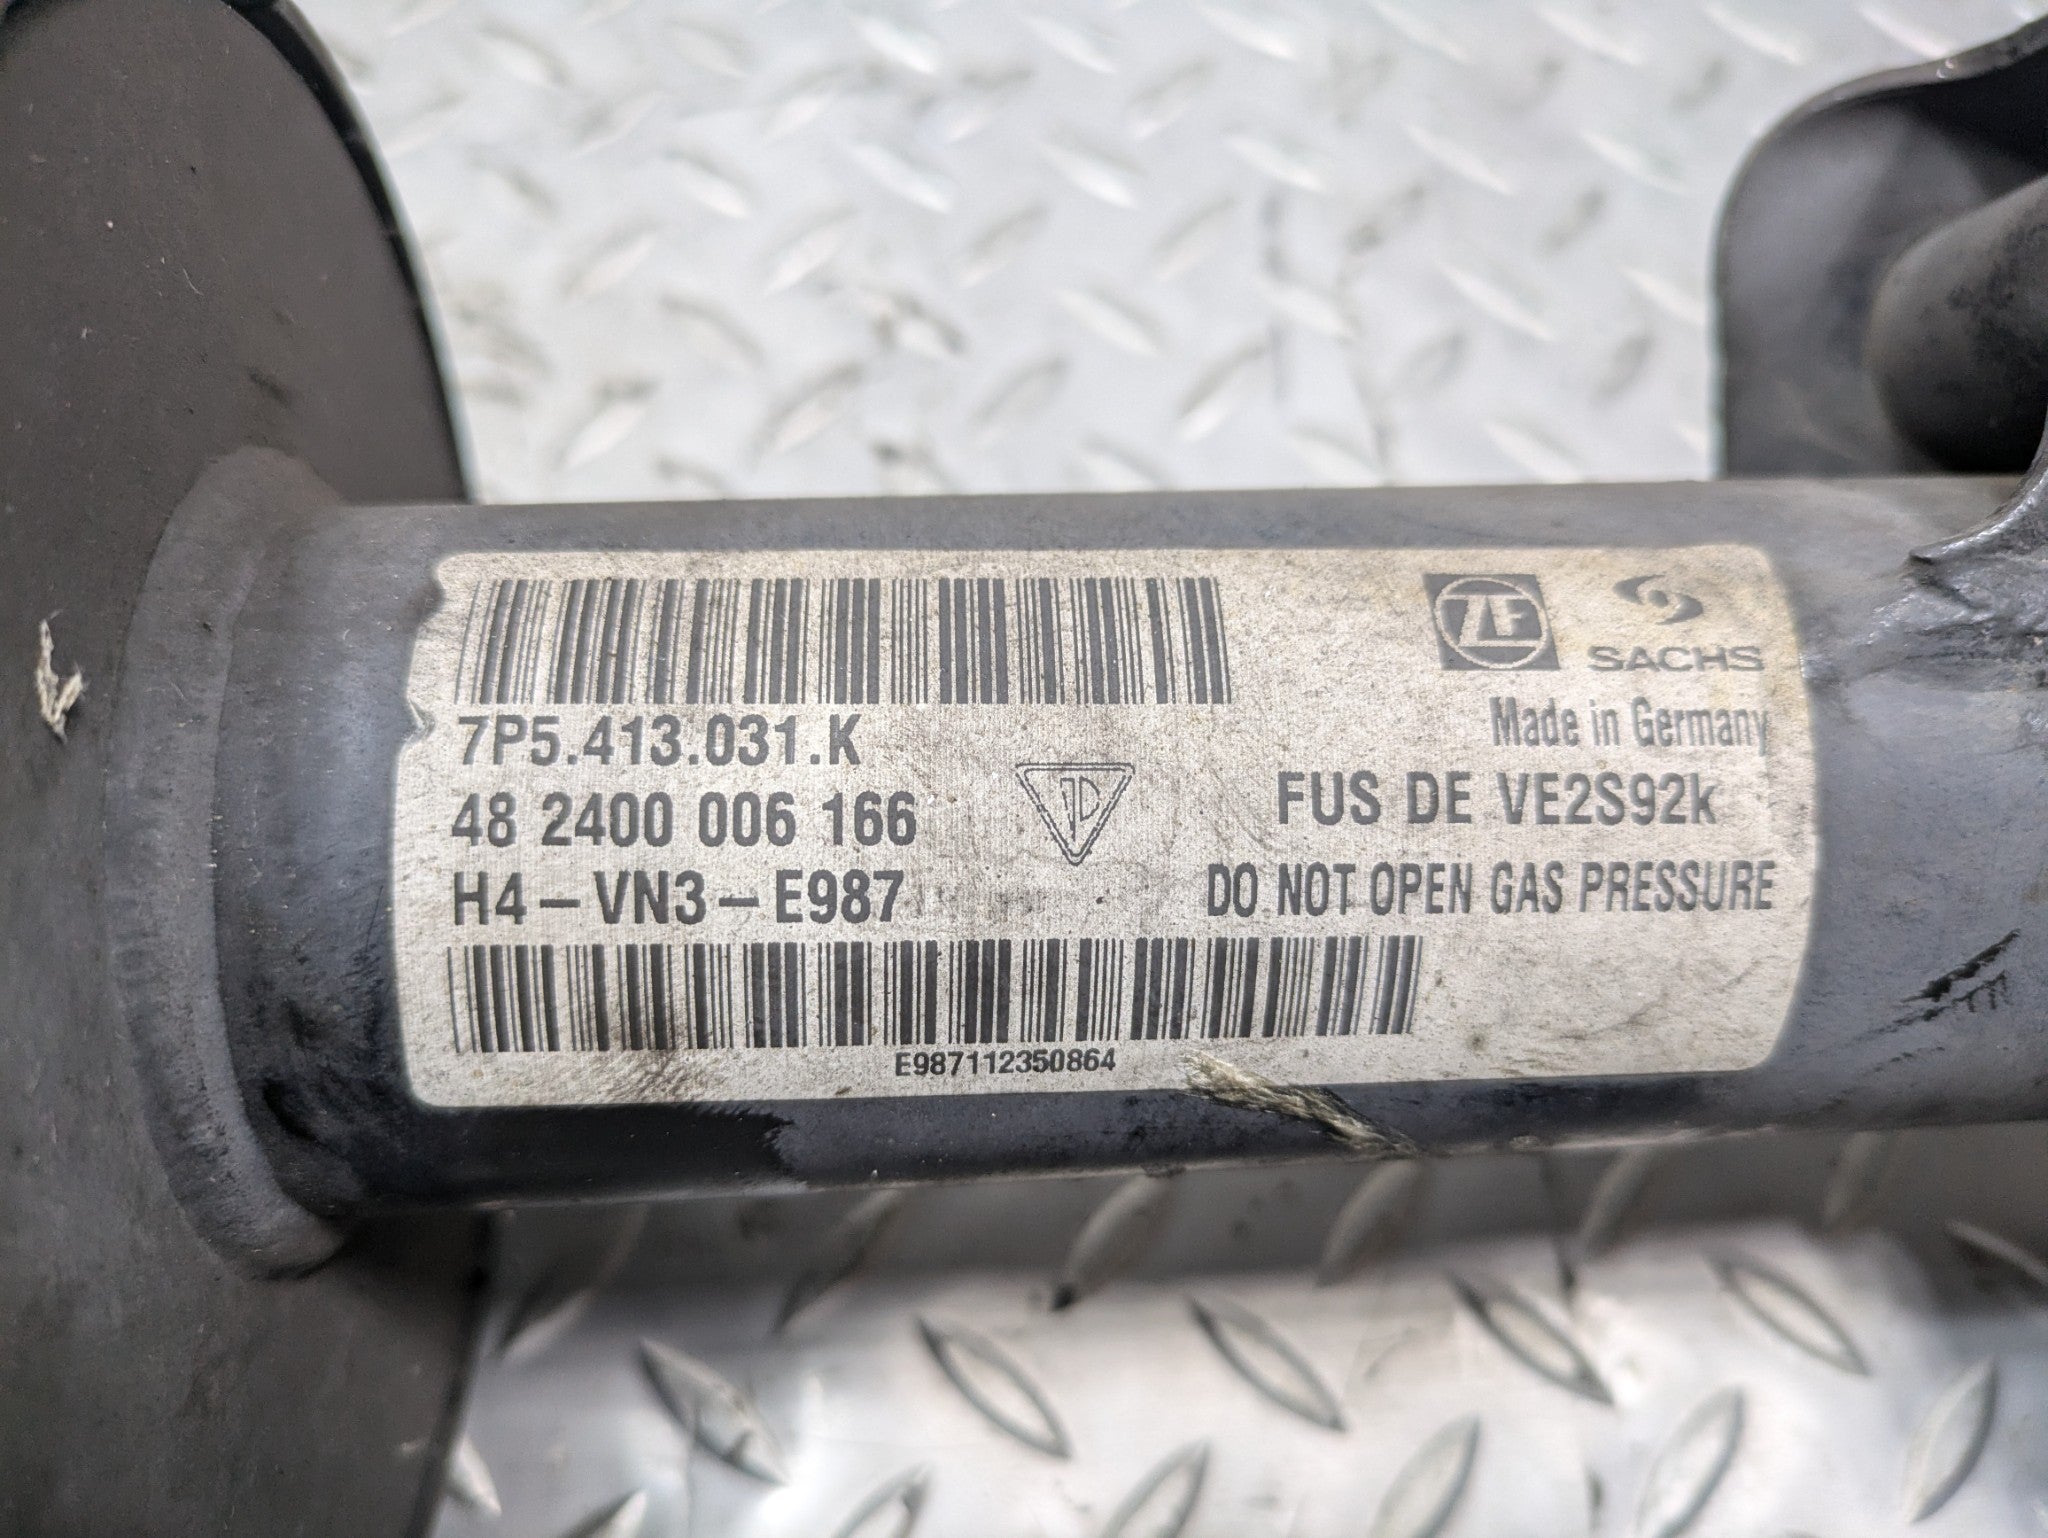 ZF SACHS
7P5.413.031.K
Made in Germany
48 2400 006 166
FUS DE VE2S92k
H4-VN3-E987
DO NOT OPEN GAS PRESSURE
E987112350864